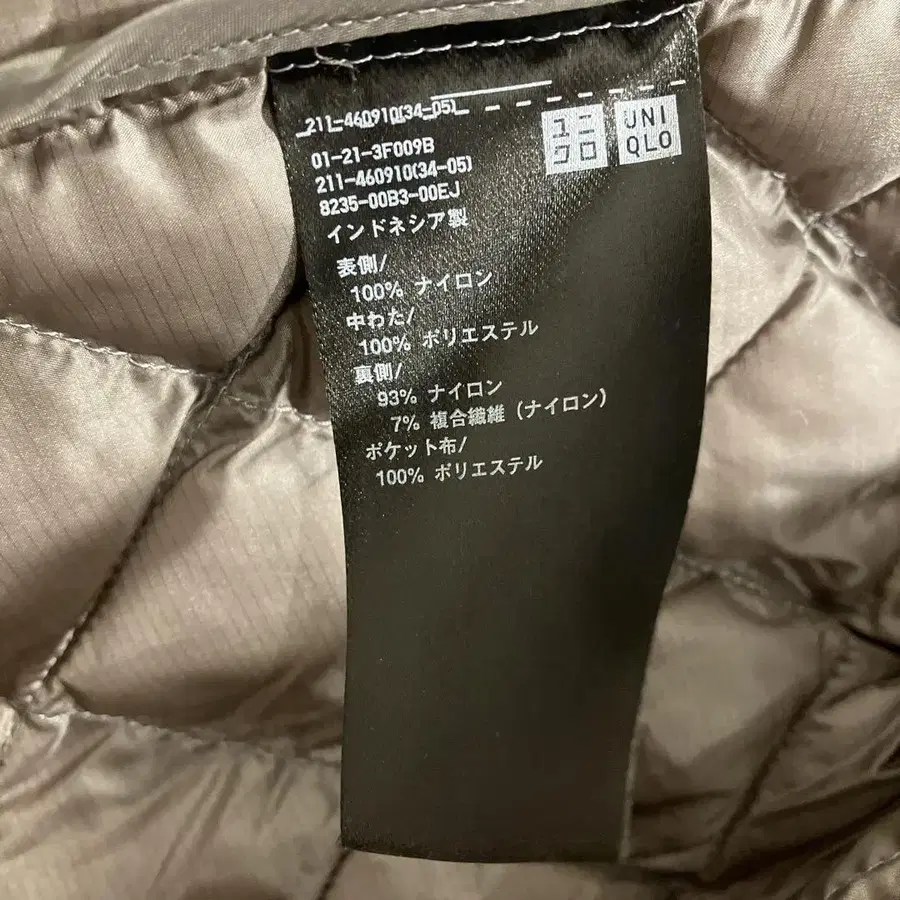 211-460910(34-05)
ユニ
クロ
UNI
QLO
01-21-3F009B
211-460910(34-05)
8235-00B3-00EJ
インドネシア製
表側/
100% ナイロン
中わた/
100% ポリエステル
裏側/
93% ナイロン
7% 複合繊維 (ナイロン)
ポケット布/
100% ポリエステル